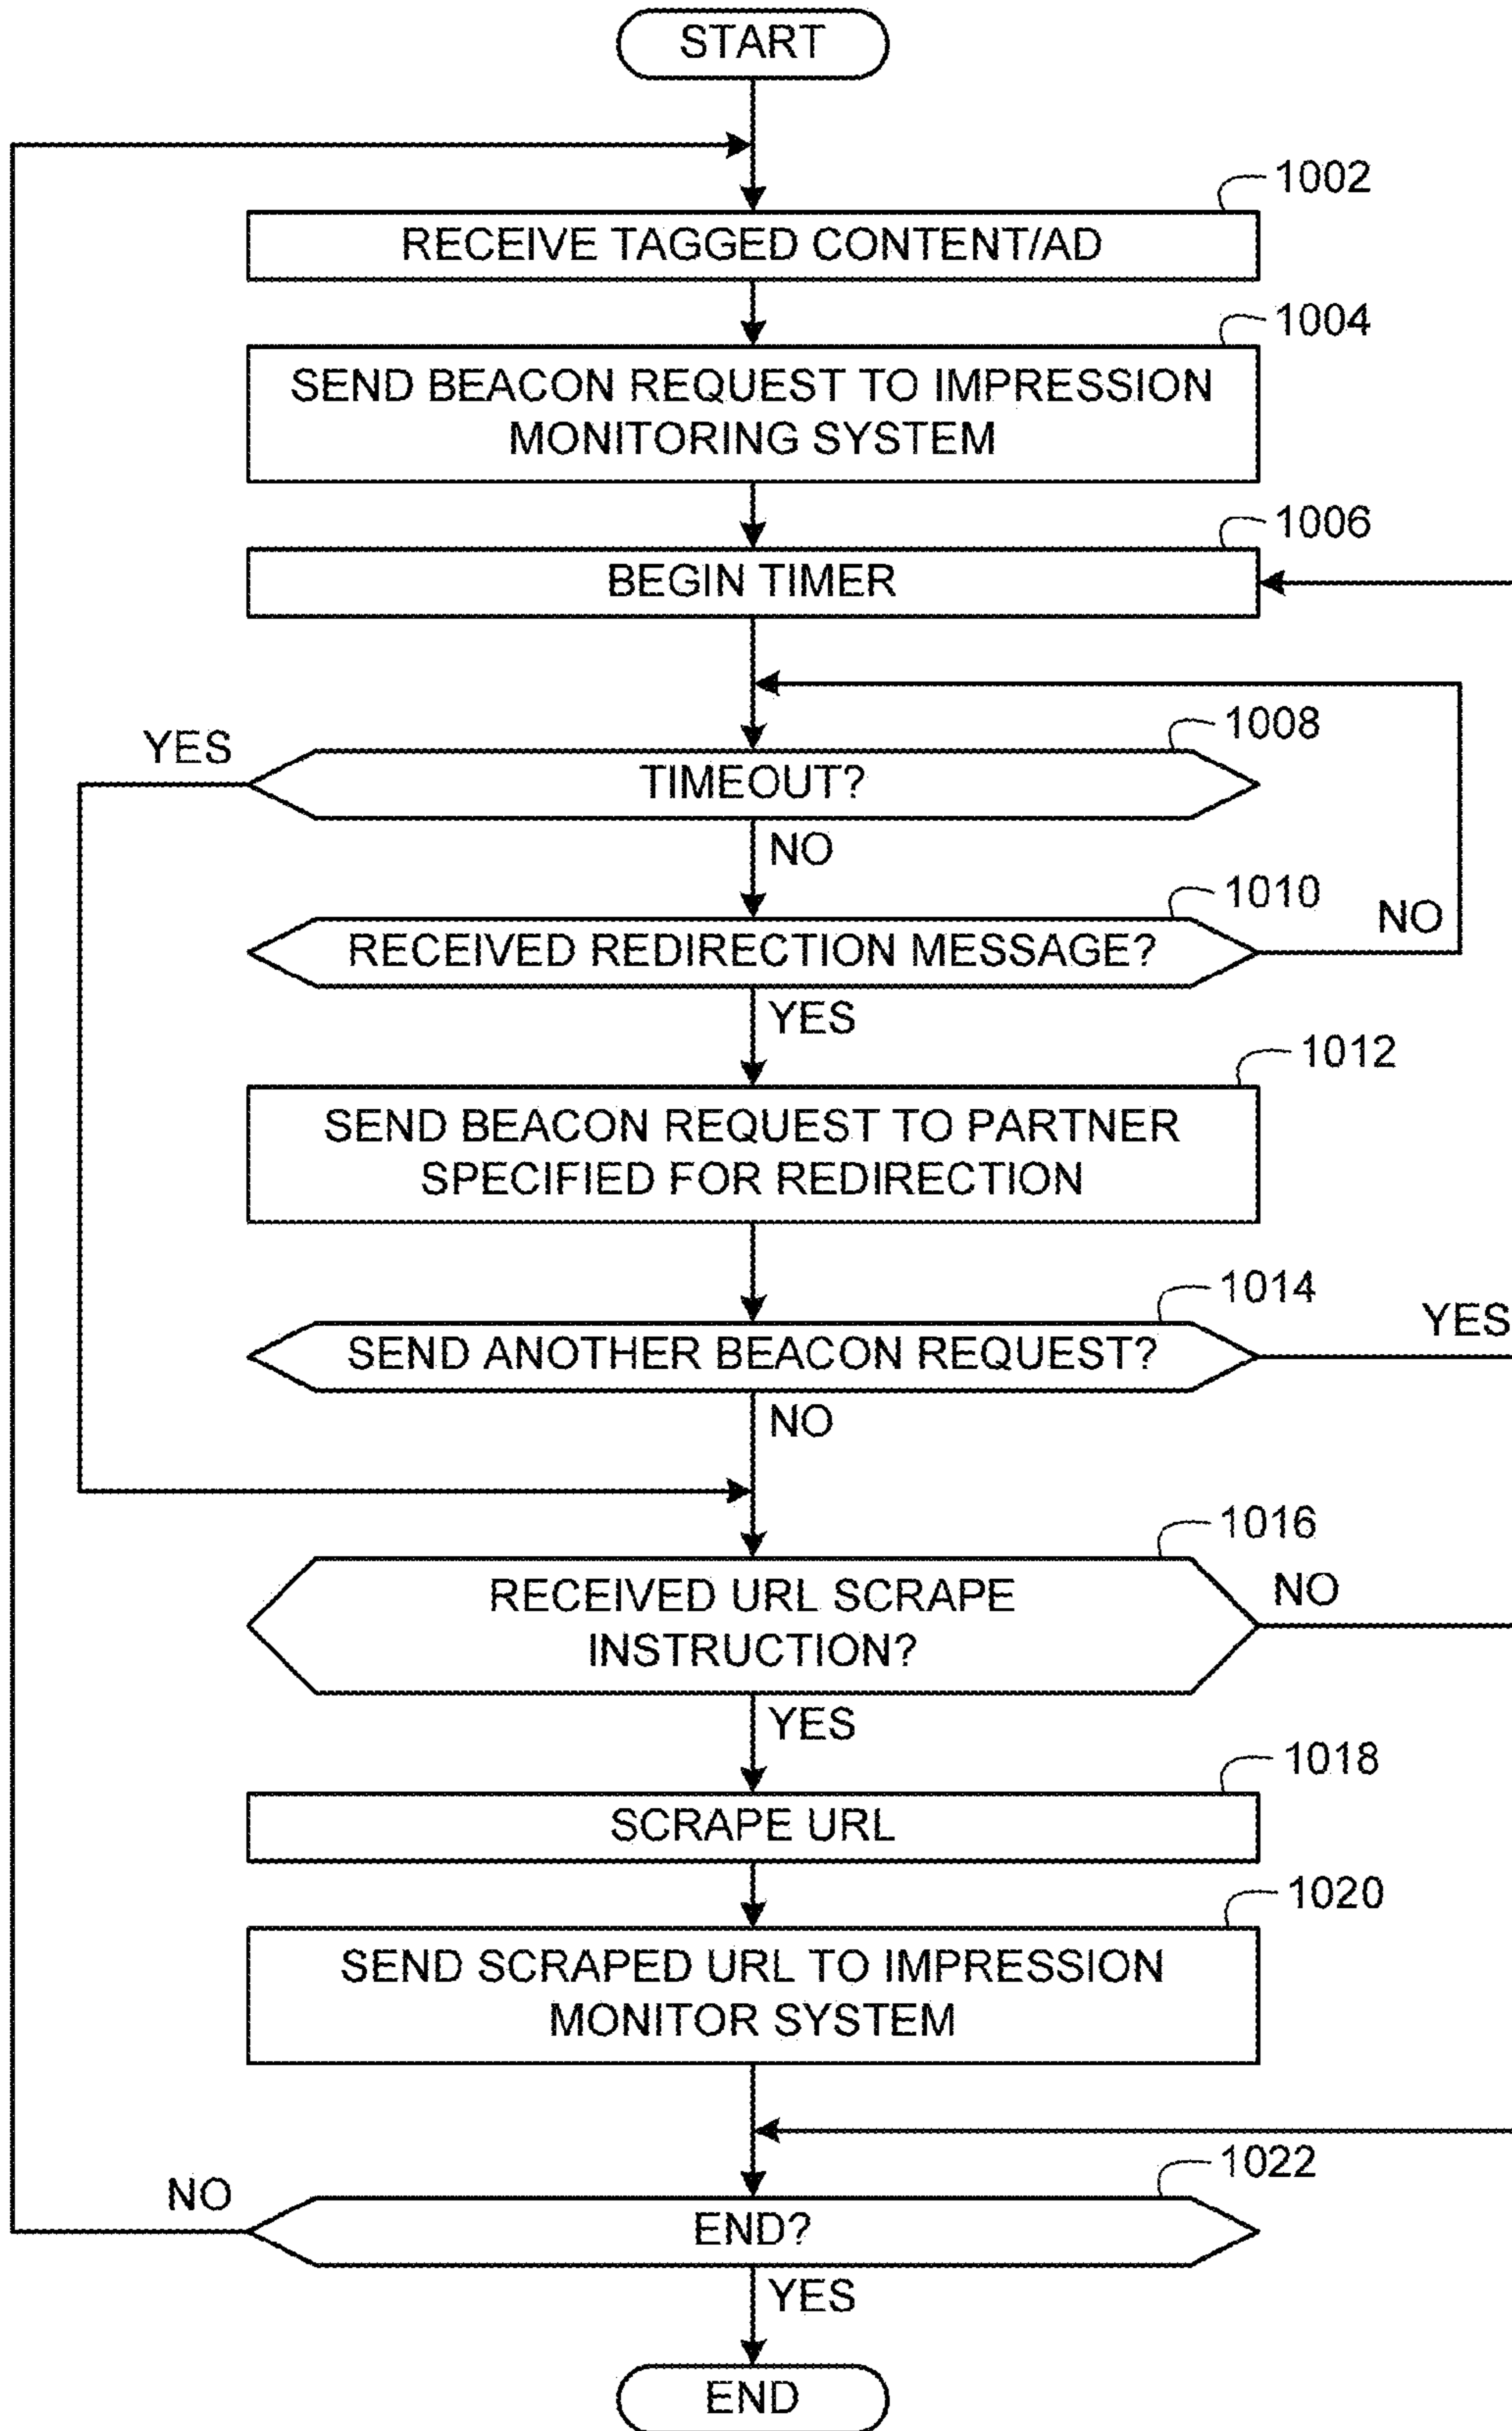 START
1002
RECEIVE TAGGED CONTENT/AD
1004
SEND BEACON REQUEST TO IMPRESSION
MONITORING SYSTEM
1006
BEGIN TIMER
YES
1008
TIMEOUT?
NO
1010
RECEIVED REDIRECTION MESSAGE?
NO
YES
1012
SEND BEACON REQUEST TO PARTNER
SPECIFIED FOR REDIRECTION
1014
SEND ANOTHER BEACON REQUEST?
YES
NO
1016
RECEIVED URL SCRAPE
INSTRUCTION?
NO
YES
1018
SCRAPE URL
1020
SEND SCRAPED URL TO IMPRESSION
MONITOR SYSTEM
1022
NO
END?
YES
END